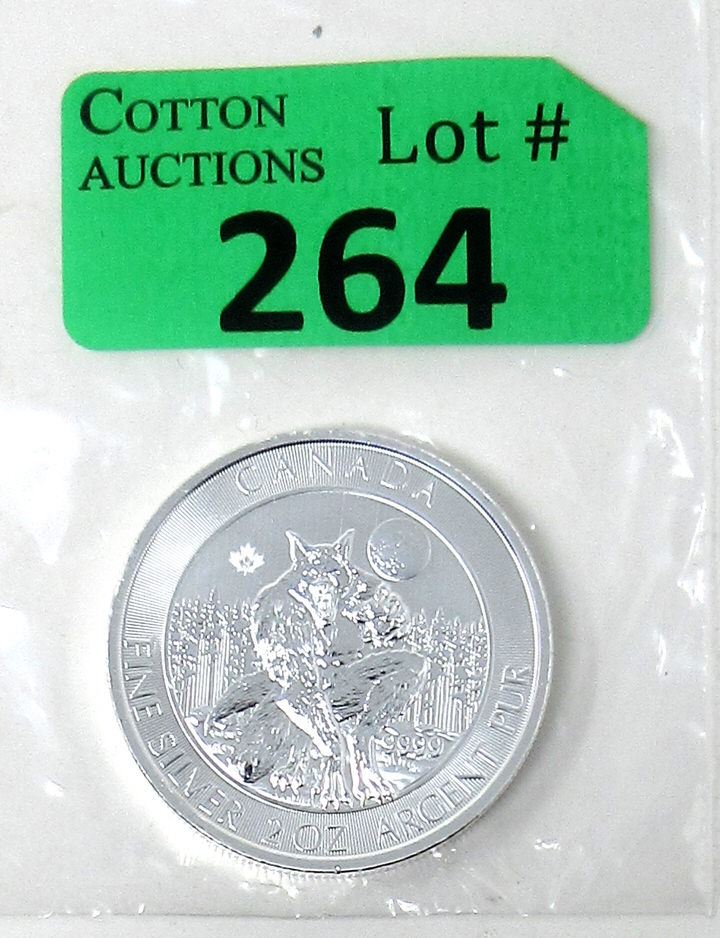 COTTON
AUCTIONS
Lot #
264
CANADA
9999
FINE SILVER 2 OZ ARGENT PUR